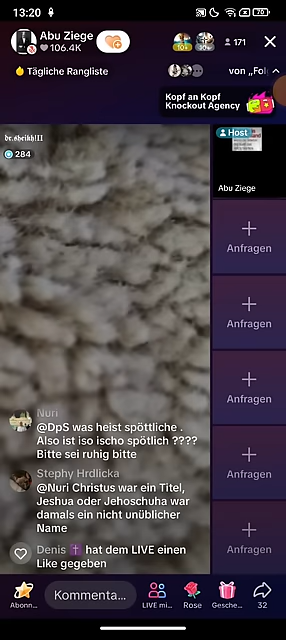 13:20
70
Abu Ziege
106.4K
171
Tägliche Rangliste
von „Fol
Kopf an Kopf
Knockout Agency
dr.sheikhl11
284
Host
Abu Ziege
Anfragen
Anfragen
Anfragen
Anfragen
Anfragen
Nuri
@DpS was heist spöttliche .
Also ist iso ischo spötlich ????
Bitte sei ruhig bitte
Stephy Hrdlicka
@Nuri Christus war ein Titel,
Jeshua oder Jehoschuha war
damals ein nicht unüblicher
Name
Denis ✝️ hat dem LIVE einen
Like gegeben
Abonn...
Kommenta...
LIVE mi...
Rose
Gesche...
32